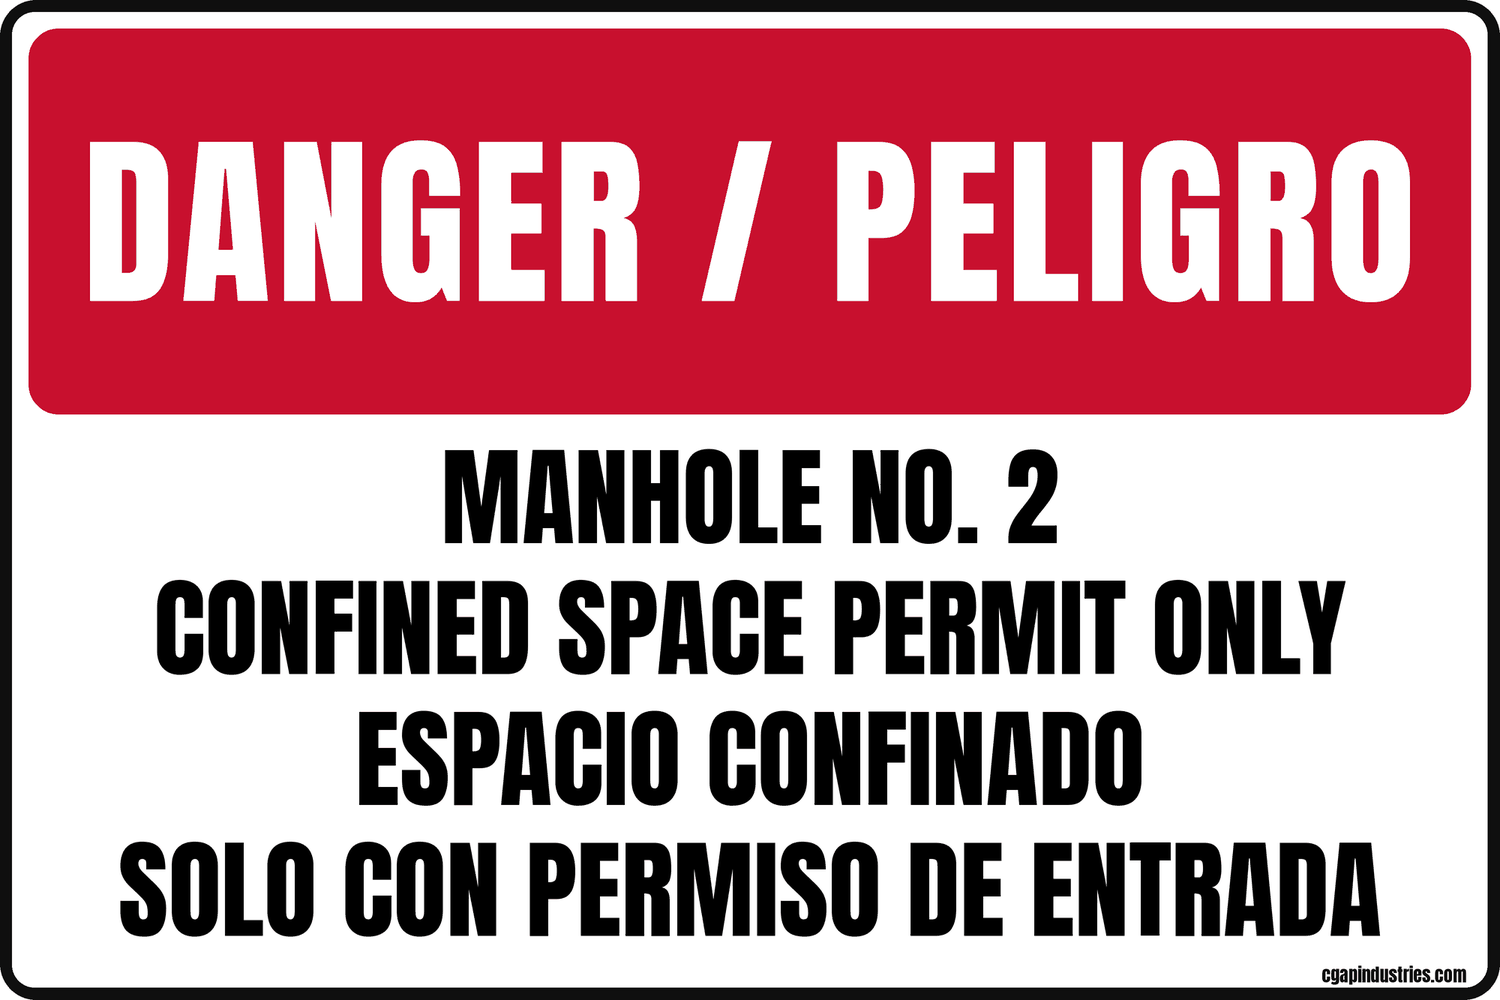 DANGER / PELIGRO
MANHOLE NO. 2
CONFINED SPACE PERMIT ONLY
ESPACIO CONFINADO
SOLO CON PERMISO DE ENTRADA
cgapindustries.com